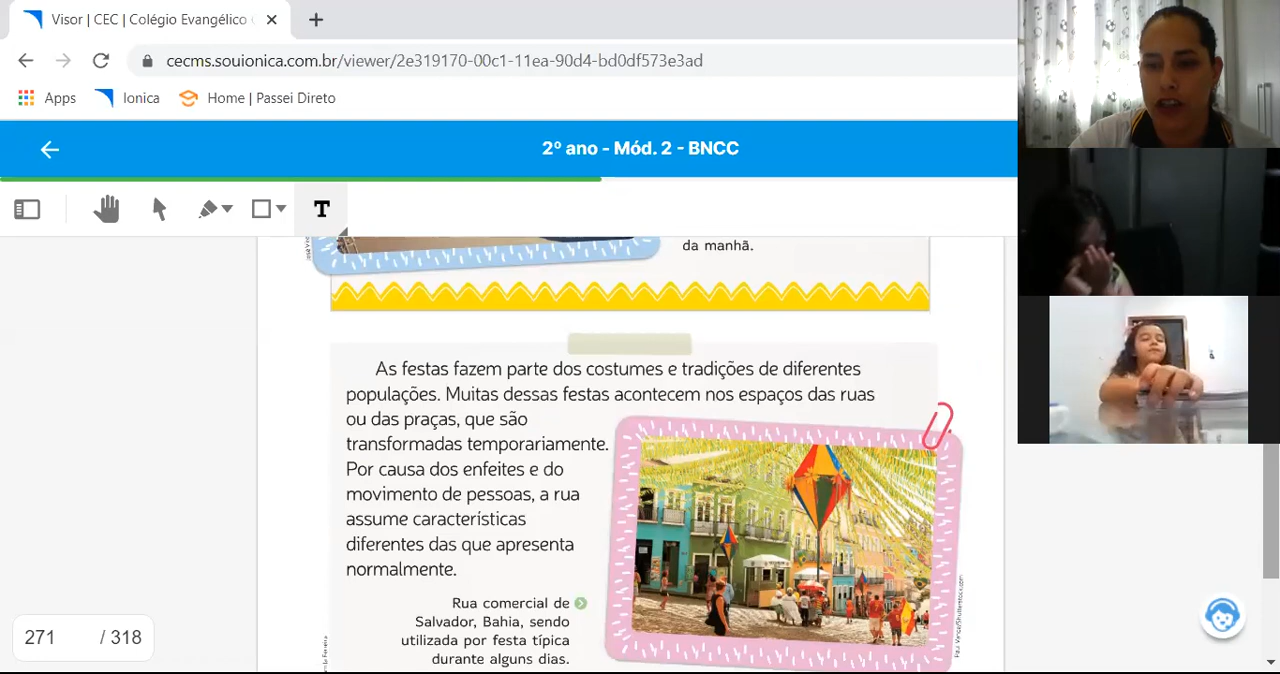 Visor | CEC | Colégio Evangélico
cecms.souionica.com.br/viewer/2e319170-00c1-11ea-90d4-bd0df573e3ad
Apps Ionica Home | Passei Direto
2º ano - Mód. 2 - BNCC
T
da manhã.
As festas fazem parte dos costumes e tradições de diferentes
populações. Muitas dessas festas acontecem nos espaços das ruas
ou das praças, que são
transformadas temporariamente.
Por causa dos enfeites e do
movimento de pessoas, a rua
assume características
diferentes das que apresenta
normalmente.
Rua comercial de
Salvador, Bahia, sendo
utilizada por festa típica
durante alguns dias.
271 / 318